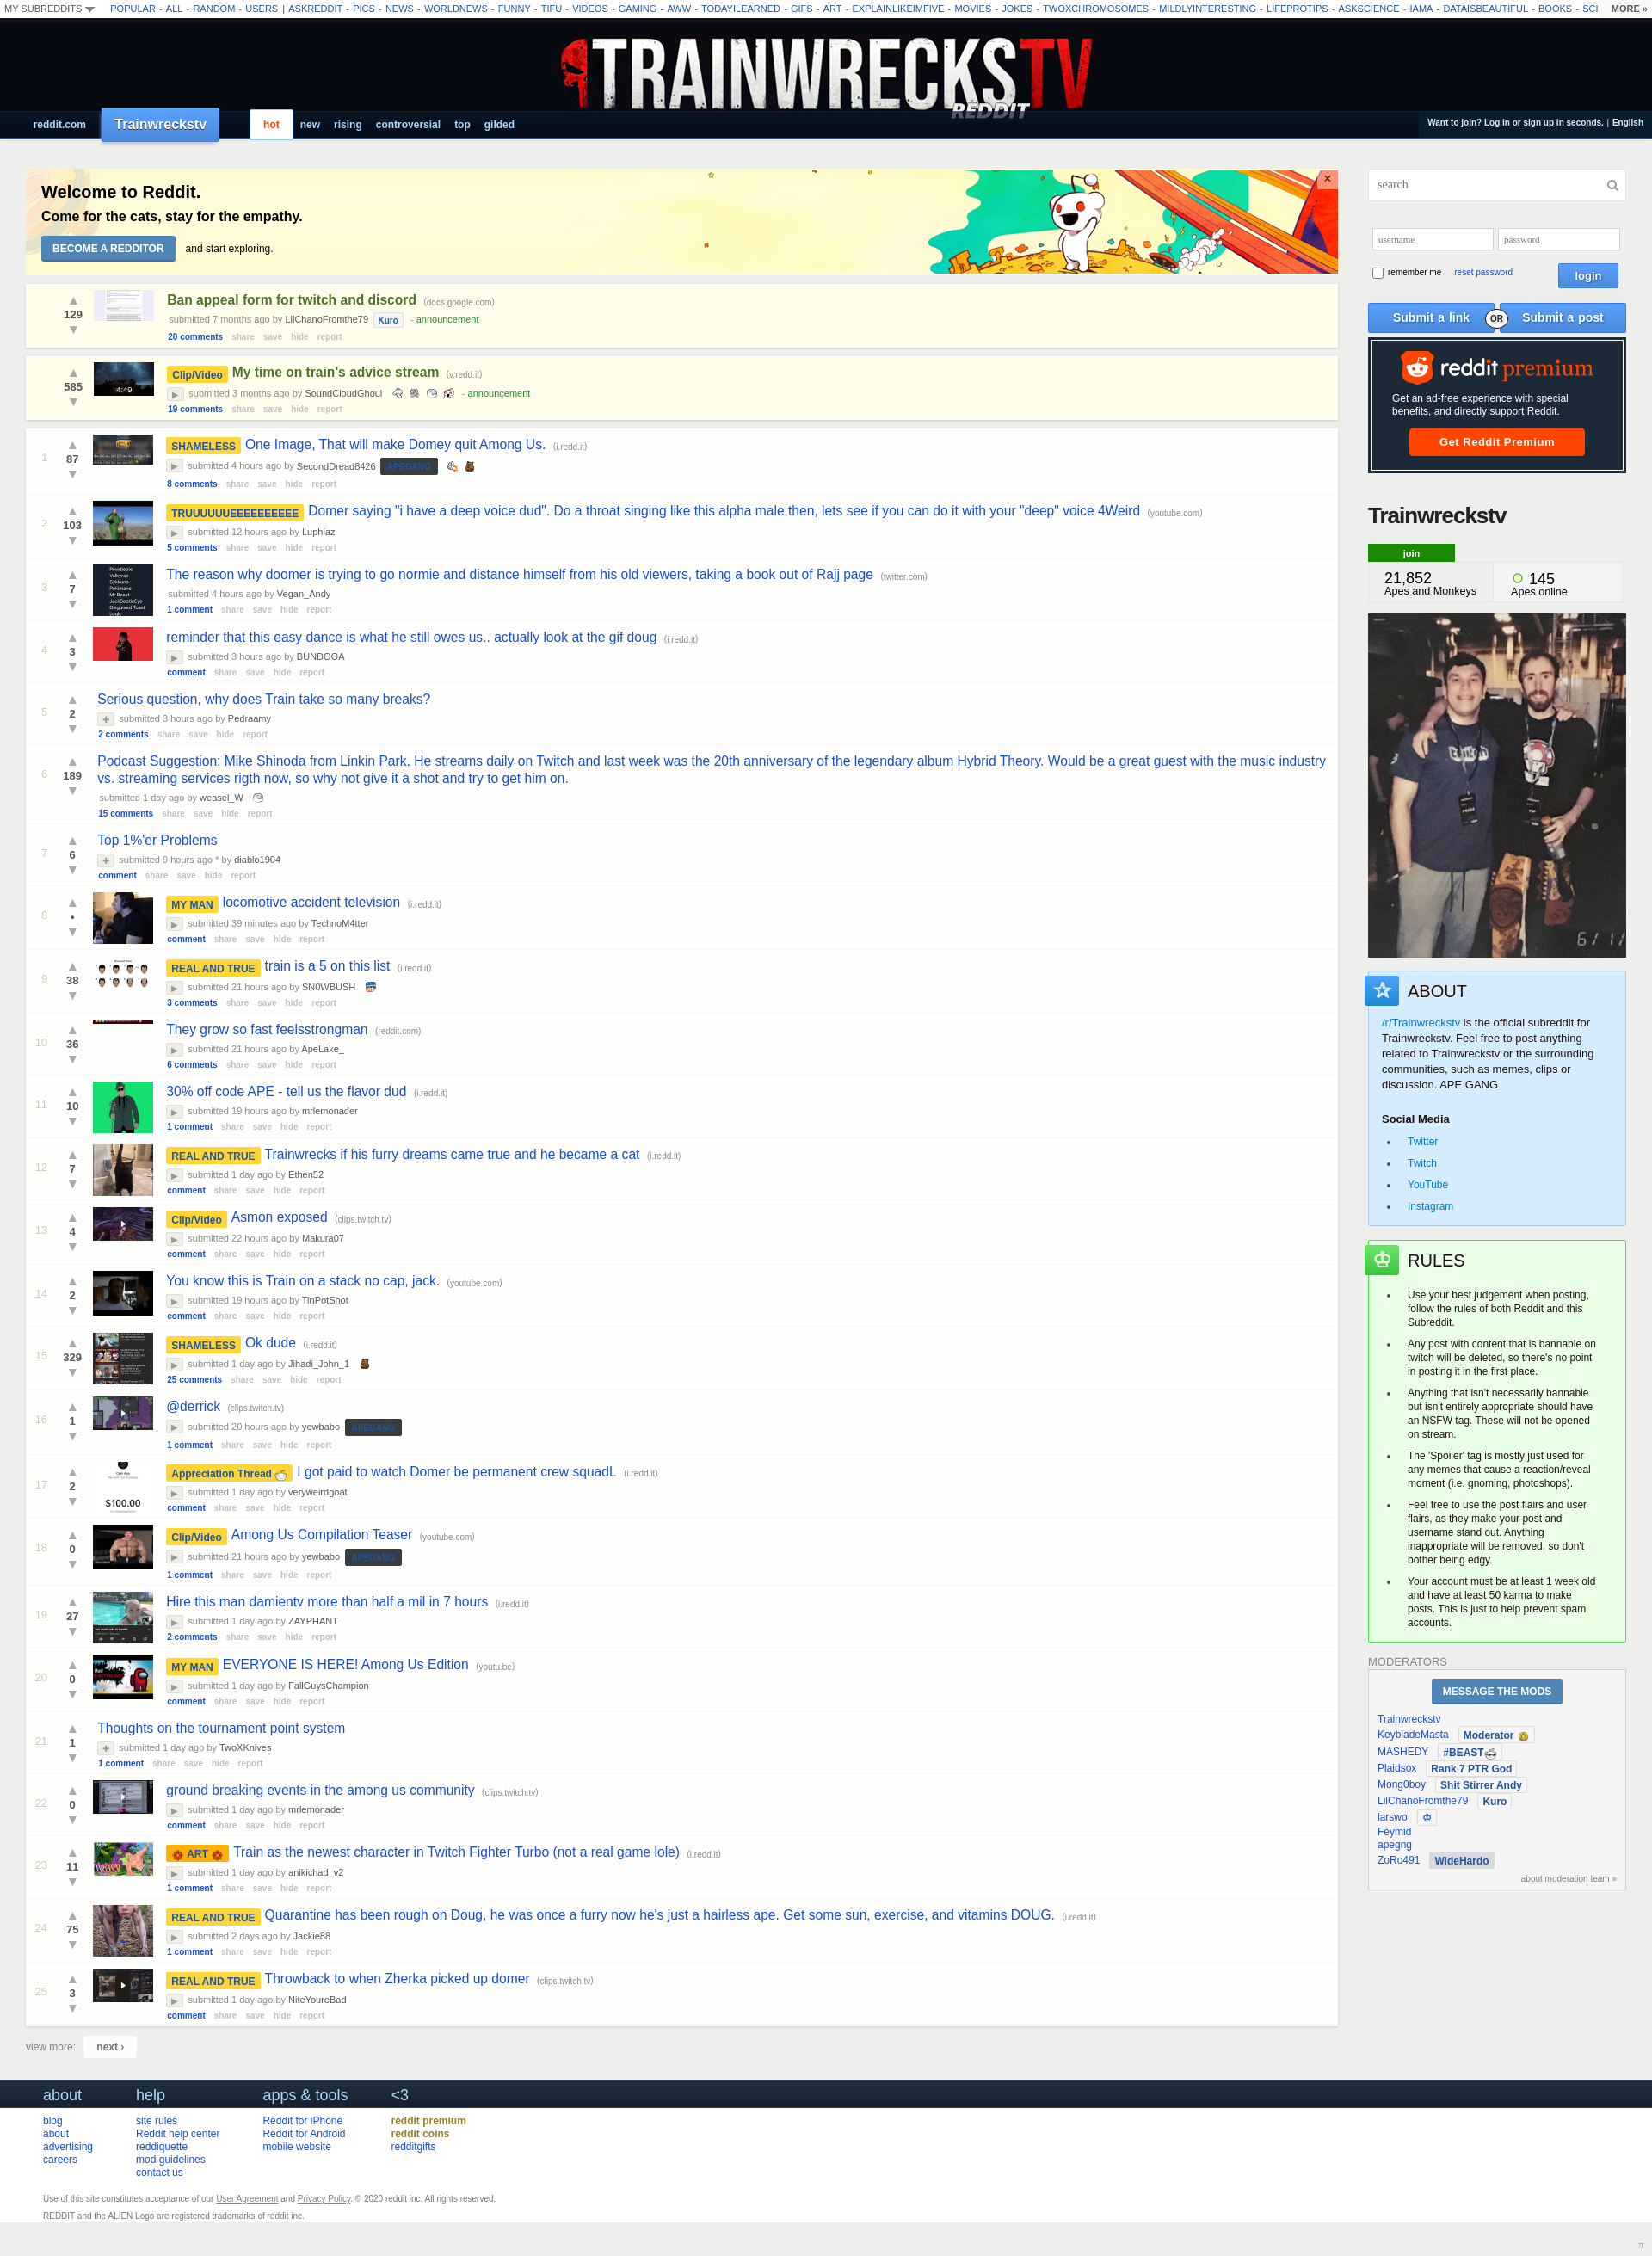 MY SUBREDDITS POPULAR - ALL - RANDOM - USERS | ASKREDDIT - PICS - NEWS - WORLDNEWS - FUNNY - TIFU - VIDEOS - GAMING - AWW - TODAYILEARNED - GIFS - ART - EXPLAINLIKEIMFIVE - MOVIES - JOKES - TWOXCHROMOSOMES - MILDLYINTERESTING - LIFEPROTIPS - ASKSCIENCE - IAMA - DATAISBEAUTIFUL - BOOKS - SCI MORE »
TRAINWRECKSTV
REDDIT
reddit.com Trainwreckstv hot new rising controversial top gilded
Want to join? Log in or sign up in seconds. | English
Welcome to Reddit.
Come for the cats, stay for the empathy.
BECOME A REDDITOR and start exploring.
×
129
Ban appeal form for twitch and discord (docs.google.com)
submitted 7 months ago by LilChanoFromthe79 Kuro - announcement
20 comments share save hide report
585
4:49
Clip/Video My time on train's advice stream (v.redd.it)
submitted 3 months ago by SoundCloudGhoul - announcement
19 comments share save hide report
1
87
SHAMELESS One Image, That will make Domey quit Among Us. (i.redd.it)
submitted 4 hours ago by SecondDread8426 APEGANG
8 comments share save hide report
2
103
TRUUUUUUEEEEEEEEEE Domer saying "i have a deep voice dud". Do a throat singing like this alpha male then, lets see if you can do it with your "deep" voice 4Weird (youtube.com)
submitted 12 hours ago by Luphiaz
5 comments share save hide report
3
7
Pewdiepie
Valkyrae
Sykkuno
Pokimane
Mr Beast
JackSepticEye
Disguised Toast
Logic
The reason why doomer is trying to go normie and distance himself from his old viewers, taking a book out of Rajj page (twitter.com)
submitted 4 hours ago by Vegan_Andy
1 comment share save hide report
4
3
reminder that this easy dance is what he still owes us.. actually look at the gif doug (i.redd.it)
submitted 3 hours ago by BUNDOOA
comment share save hide report
5
2
Serious question, why does Train take so many breaks?
submitted 3 hours ago by Pedraamy
2 comments share save hide report
6
189
Podcast Suggestion: Mike Shinoda from Linkin Park. He streams daily on Twitch and last week was the 20th anniversary of the legendary album Hybrid Theory. Would be a great guest with the music industry
vs. streaming services rigth now, so why not give it a shot and try to get him on.
submitted 1 day ago by weasel_W
15 comments share save hide report
7
6
Top 1%'er Problems
submitted 9 hours ago * by diablo1904
comment share save hide report
8
•
MY MAN locomotive accident television (i.redd.it)
submitted 39 minutes ago by TechnoM4tter
comment share save hide report
9
38
REAL AND TRUE train is a 5 on this list (i.redd.it)
submitted 21 hours ago by SN0WBUSH
3 comments share save hide report
10
36
They grow so fast feelsstrongman (reddit.com)
submitted 21 hours ago by ApeLake_
6 comments share save hide report
11
10
30% off code APE - tell us the flavor dud (i.redd.it)
submitted 19 hours ago by mrlemonader
1 comment share save hide report
12
7
REAL AND TRUE Trainwrecks if his furry dreams came true and he became a cat (i.redd.it)
submitted 1 day ago by Ethen52
comment share save hide report
13
4
Clip/Video Asmon exposed (clips.twitch.tv)
submitted 22 hours ago by Makura07
comment share save hide report
14
2
You know this is Train on a stack no cap, jack. (youtube.com)
submitted 19 hours ago by TinPotShot
comment share save hide report
15
329
SHAMELESS Ok dude (i.redd.it)
submitted 1 day ago by Jihadi_John_1
25 comments share save hide report
16
1
@derrick (clips.twitch.tv)
submitted 20 hours ago by yewbabo APEGANG
1 comment share save hide report
17
2
Cash App
$100.00
Appreciation Thread I got paid to watch Domer be permanent crew squadL (i.redd.it)
submitted 1 day ago by veryweirdgoat
comment share save hide report
18
0
Clip/Video Among Us Compilation Teaser (youtube.com)
submitted 21 hours ago by yewbabo APEGANG
1 comment share save hide report
19
27
Hire this man damientv more than half a mil in 7 hours (i.redd.it)
submitted 1 day ago by ZAYPHANT
2 comments share save hide report
20
0
MY MAN EVERYONE IS HERE! Among Us Edition (youtu.be)
submitted 1 day ago by FallGuysChampion
comment share save hide report
21
1
Thoughts on the tournament point system
submitted 1 day ago by TwoXKnives
1 comment share save hide report
22
0
ground breaking events in the among us community (clips.twitch.tv)
submitted 1 day ago by mrlemonader
comment share save hide report
23
11
ART Train as the newest character in Twitch Fighter Turbo (not a real game lole) (i.redd.it)
submitted 1 day ago by anikichad_v2
1 comment share save hide report
24
75
REAL AND TRUE Quarantine has been rough on Doug, he was once a furry now he's just a hairless ape. Get some sun, exercise, and vitamins DOUG. (i.redd.it)
submitted 2 days ago by Jackie88
1 comment share save hide report
25
3
REAL AND TRUE Throwback to when Zherka picked up domer (clips.twitch.tv)
submitted 1 day ago by NiteYoureBad
comment share save hide report
view more: next ›
search
username password
remember me reset password login
Submit a link OR Submit a post
reddit premium
Get an ad-free experience with special
benefits, and directly support Reddit.
Get Reddit Premium
Trainwreckstv
join
21,852 145
Apes and Monkeys Apes online
6/11
ABOUT
/r/Trainwreckstv is the official subreddit for
Trainwreckstv. Feel free to post anything
related to Trainwreckstv or the surrounding
communities, such as memes, clips or
discussion. APE GANG
Social Media
• Twitter
• Twitch
• YouTube
• Instagram
RULES
• Use your best judgement when posting,
follow the rules of both Reddit and this
Subreddit.
• Any post with content that is bannable on
twitch will be deleted, so there's no point
in posting it in the first place.
• Anything that isn't necessarily bannable
but isn't entirely appropriate should have
an NSFW tag. These will not be opened
on stream.
• The 'Spoiler' tag is mostly just used for
any memes that cause a reaction/reveal
moment (i.e. gnoming, photoshops).
• Feel free to use the post flairs and user
flairs, as they make your post and
username stand out. Anything
inappropriate will be removed, so don't
bother being edgy.
• Your account must be at least 1 week old
and have at least 50 karma to make
posts. This is just to help prevent spam
accounts.
MODERATORS
MESSAGE THE MODS
Trainwreckstv
KeybladeMasta Moderator
MASHEDY #BEAST
Plaidsox Rank 7 PTR God
Mong0boy Shit Stirrer Andy
LilChanoFromthe79 Kuro
larswo ♔
Feymid
apegng
ZoRo491 WideHardo
about moderation team »
about help apps & tools <3
blog site rules Reddit for iPhone reddit premium
about Reddit help center Reddit for Android reddit coins
advertising reddiquette mobile website redditgifts
careers mod guidelines
contact us
Use of this site constitutes acceptance of our User Agreement and Privacy Policy. © 2020 reddit inc. All rights reserved.
REDDIT and the ALIEN Logo are registered trademarks of reddit inc.
π